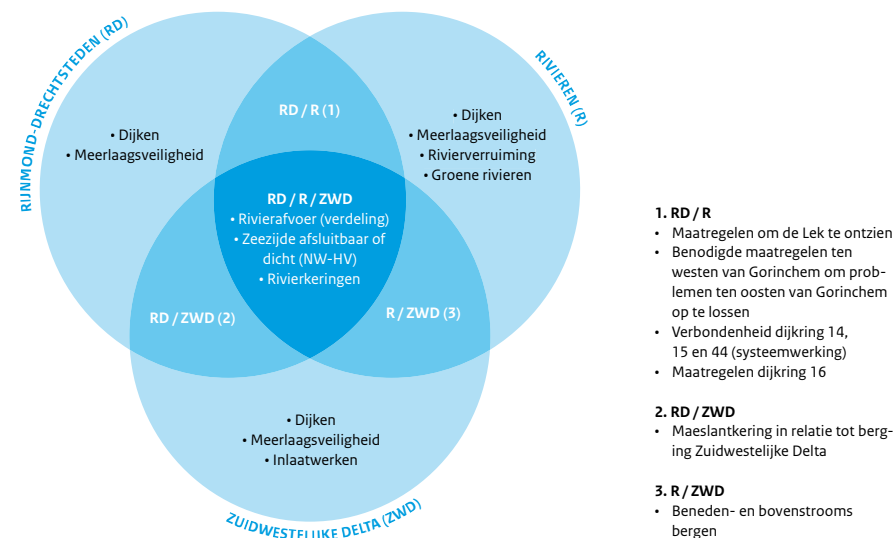 RIJNMOND-DRECHTSTEDEN (RD)
RIVIEREN (R)
RD / R (1)
• Dijken
• Meerlaagsveiligheid
• Dijken
• Meerlaagsveiligheid
• Rivierverruiming
• Groene rivieren
RD / R / ZWD
• Rivierafvoer (verdeling)
• Zeezijde afsluitbaar of
dicht (NW-HV)
• Rivierkeringen
RD / ZWD (2)
R / ZWD (3)
• Dijken
• Meerlaagsveiligheid
• Inlaatwerken
ZUIDWESTELIJKE DELTA (ZWD)
1. RD / R
• Maatregelen om de Lek te ontzien
• Benodigde maatregelen ten
westen van Gorinchem om prob-
lemen ten oosten van Gorinchem
op te lossen
• Verbondenheid dijkring 14,
15 en 44 (systeemwerking)
• Maatregelen dijkring 16
2. RD / ZWD
• Maeslantkering in relatie tot berg-
ing Zuidwestelijke Delta
3. R / ZWD
• Beneden- en bovenstrooms
bergen